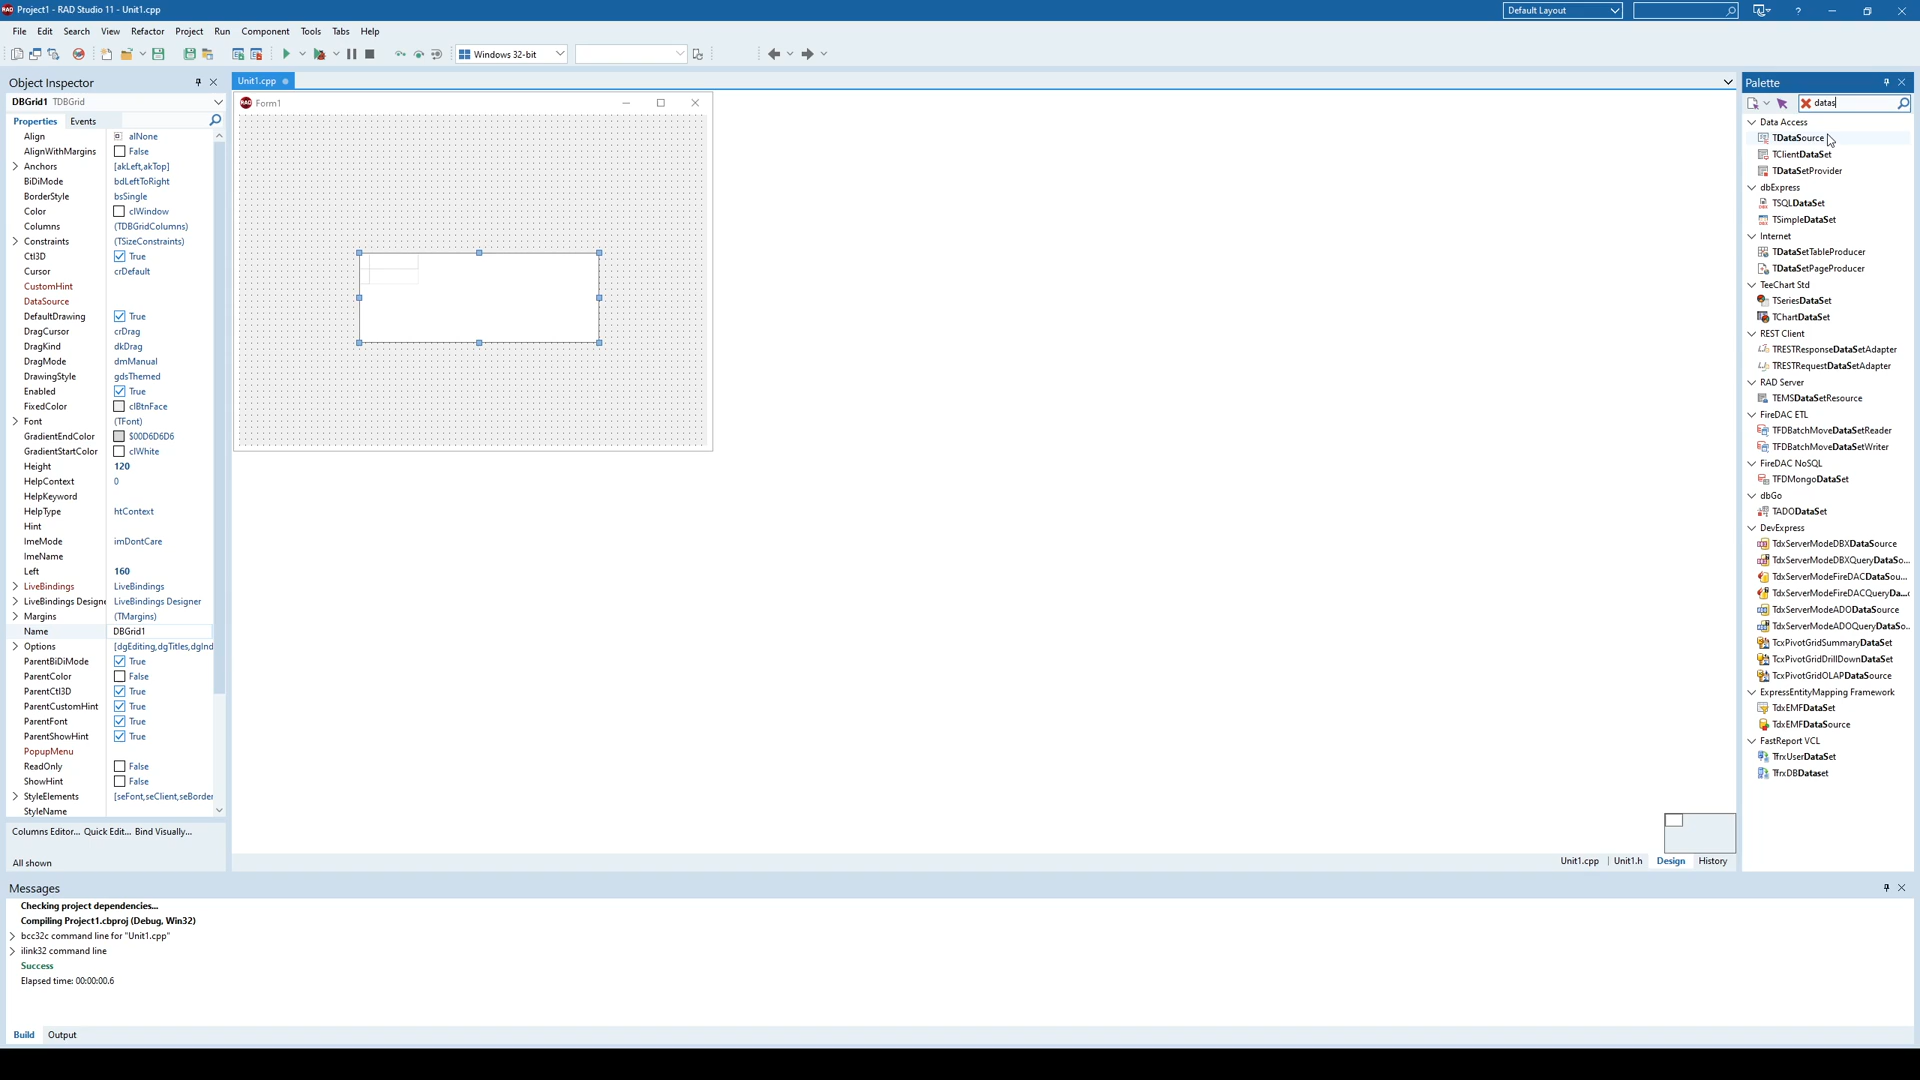 Project1 - RAD Studio 11 - Unit1.cpp
Default Layout
?
File Edit Search View Refactor Project Run Component Tools Tabs Help
Windows 32-bit
Object Inspector
DBGrid1 TDBGrid
Properties Events
Align alNone
AlignWithMargins False
Anchors [akLeft,akTop]
BiDiMode bdLeftToRight
BorderStyle bsSingle
Color clWindow
Columns (TDBGridColumns)
Constraints (TSizeConstraints)
Ctl3D True
Cursor crDefault
CustomHint
DataSource
DefaultDrawing True
DragCursor crDrag
DragKind dkDrag
DragMode dmManual
DrawingStyle gdsThemed
Enabled True
FixedColor clBtnFace
Font (TFont)
GradientEndColor $00D6D6D6
GradientStartColor clWhite
Height 120
HelpContext 0
HelpKeyword
HelpType htContext
Hint
ImeMode imDontCare
ImeName
Left 160
LiveBindings LiveBindings
LiveBindings Designe LiveBindings Designer
Margins (TMargins)
Name DBGrid1
Options [dgEditing,dgTitles,dgInd
ParentBiDiMode True
ParentColor False
ParentCtl3D True
ParentCustomHint True
ParentFont True
ParentShowHint True
PopupMenu
ReadOnly False
ShowHint False
StyleElements [seFont,seClient,seBorder
StyleName
Columns Editor... Quick Edit... Bind Visually...
All shown
Unit1.cpp
RAD Form1
Unit1.cpp Unit1.h Design History
Palette
datas
Data Access
TDataSource
TClientDataSet
TDataSetProvider
dbExpress
TSQLDataSet
TSimpleDataSet
Internet
TDataSetTableProducer
TDataSetPageProducer
TeeChart Std
TSeriesDataSet
TChartDataSet
REST Client
TRESTResponseDataSetAdapter
TRESTRequestDataSetAdapter
RAD Server
TEMSDataSetResource
FireDAC ETL
TFDBatchMoveDataSetReader
TFDBatchMoveDataSetWriter
FireDAC NoSQL
TFDMongoDataSet
dbGo
TADODataSet
DevExpress
TdxServerModeDBXDataSource
TdxServerModeDBXQueryDataSo...
TdxServerModeFireDACDataSou...
TdxServerModeFireDACQueryDa...
TdxServerModeADODataSource
TdxServerModeADOQueryDataSo...
TcxPivotGridSummaryDataSet
TcxPivotGridDrillDownDataSet
TcxPivotGridOLAPDataSource
ExpressEntityMapping Framework
TdxEMFDataSet
TdxEMFDataSource
FastReport VCL
TfrxUserDataSet
TfrxDBDataset
Messages
Checking project dependencies...
Compiling Project1.cbproj (Debug, Win32)
bcc32c command line for "Unit1.cpp"
ilink32 command line
Success
Elapsed time: 00:00:00.6
Build Output